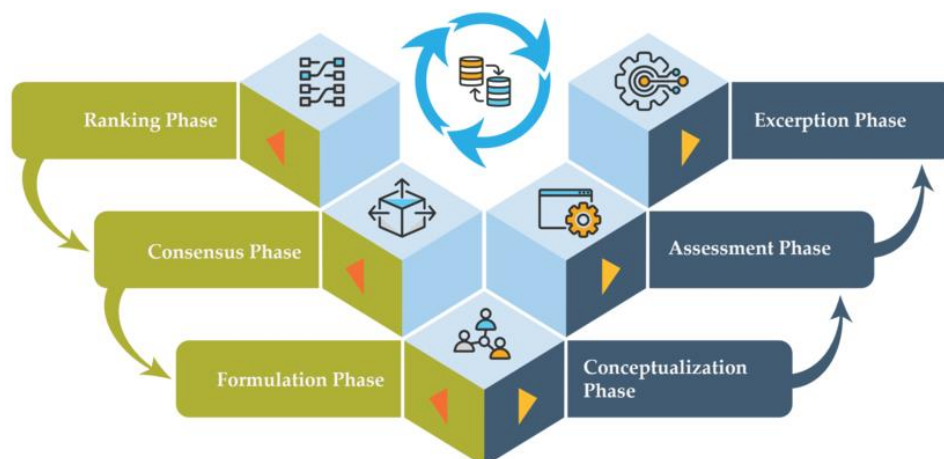 Ranking Phase
Excerption Phase
Consensus Phase
Assessment Phase
Formulation Phase
Conceptualization
Phase